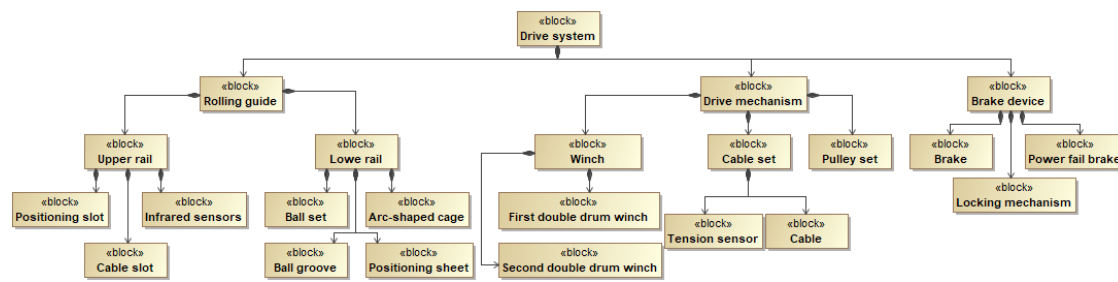 «block»
Drive system
«block»
Rolling guide
«block»
Drive mechanism
«block»
Brake device
«block»
Upper rail
«block»
Lowe rail
«block»
Winch
«block»
Cable set
«block»
Pulley set
«block»
Brake
«block»
Power fail brake
«block»
Positioning slot
«block»
Infrared sensors
«block»
Ball set
«block»
Arc-shaped cage
«block»
First double drum winch
«block»
Locking mechanism
«block»
Tension sensor
«block»
Cable
«block»
Cable slot
«block»
Ball groove
«block»
Positioning sheet
«block»
Second double drum winch